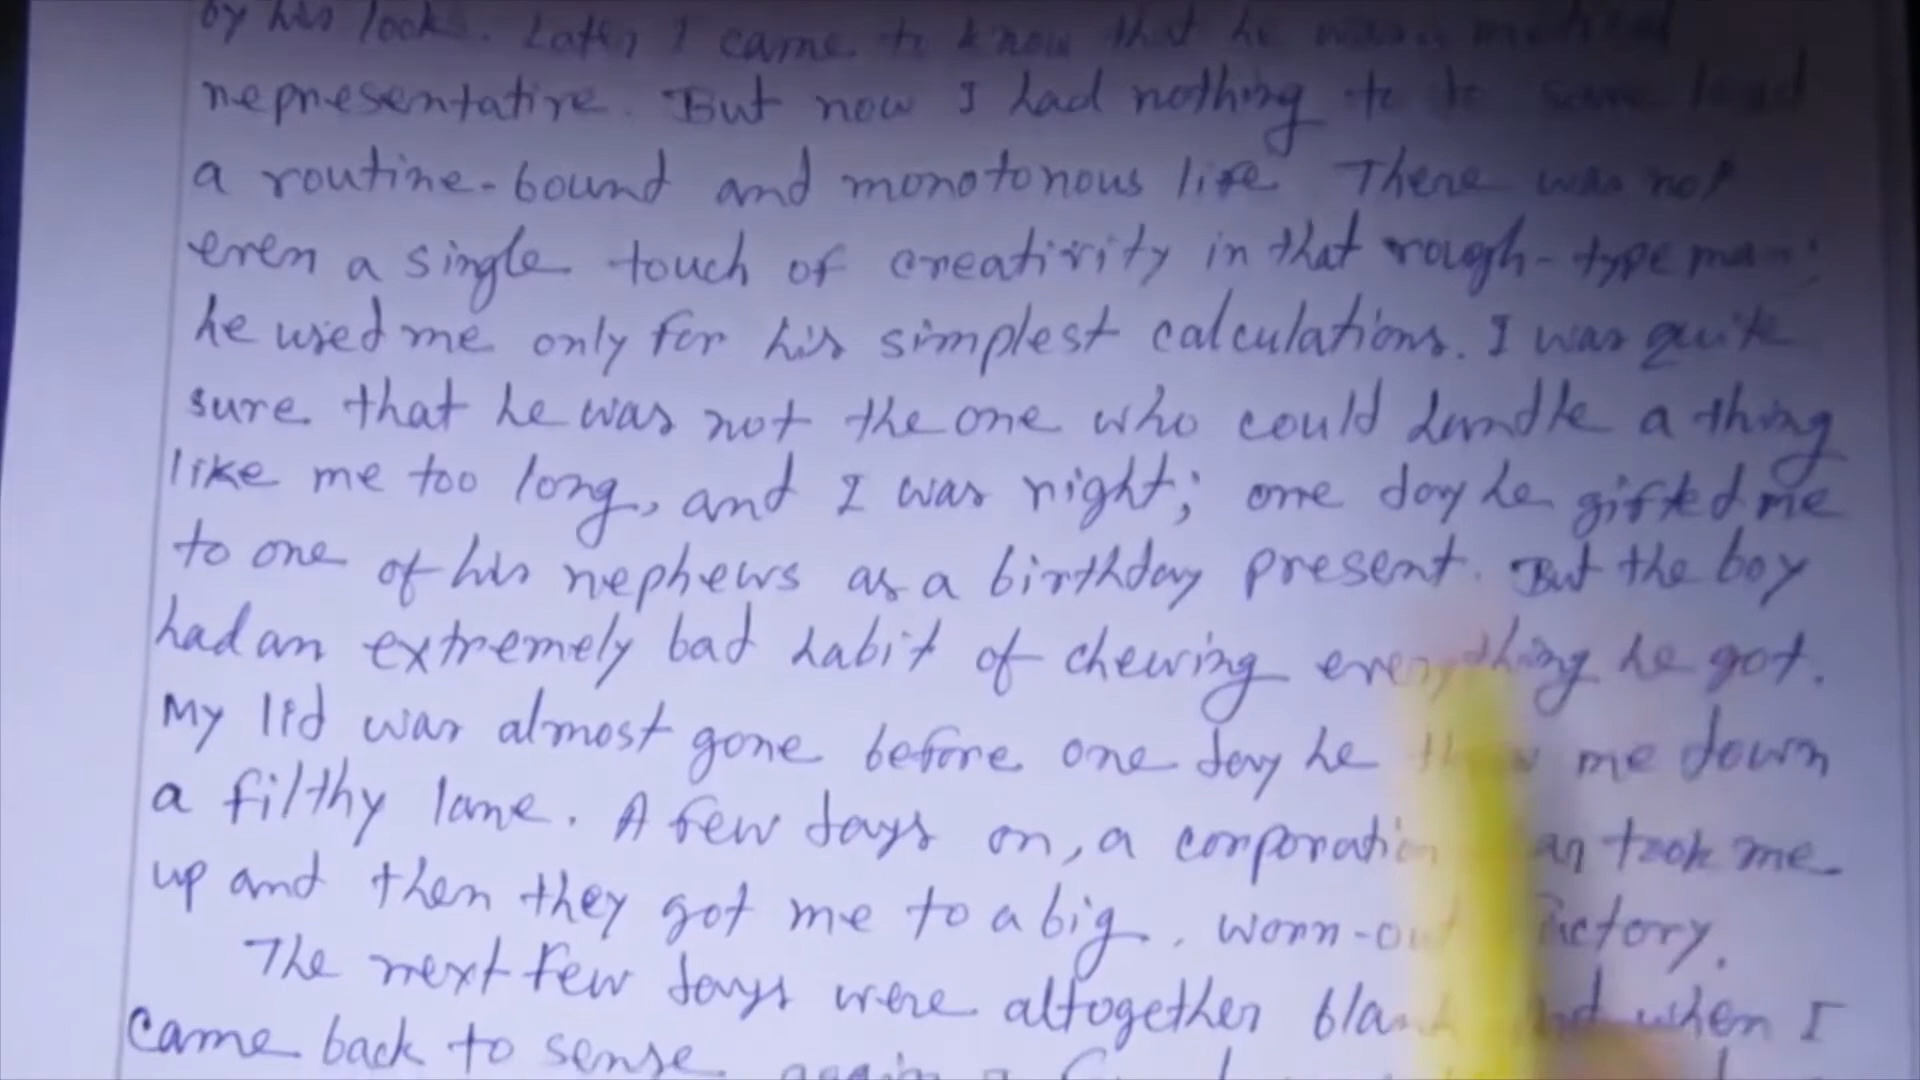 by his look. Later I came to know that he was a medical
representative. But now I had nothing to do save lead
a routine-bound and monotonous life. There was not
even a single touch of creativity in that rough-type man;
he used me only for his simplest calculations. I was quite
sure that he was not the one who could handle a thing
like me too long, and I was right; one day he gifted me
to one of his nephews as a birthday present. But the boy
had an extremely bad habit of chewing everything he got.
My lid was almost gone before one day he me down
a filthy lane. A few days on, a corporation took me
up and then they got me to a big, worn-out factory.
The next few days were altogether blank when I
came back to sense again a